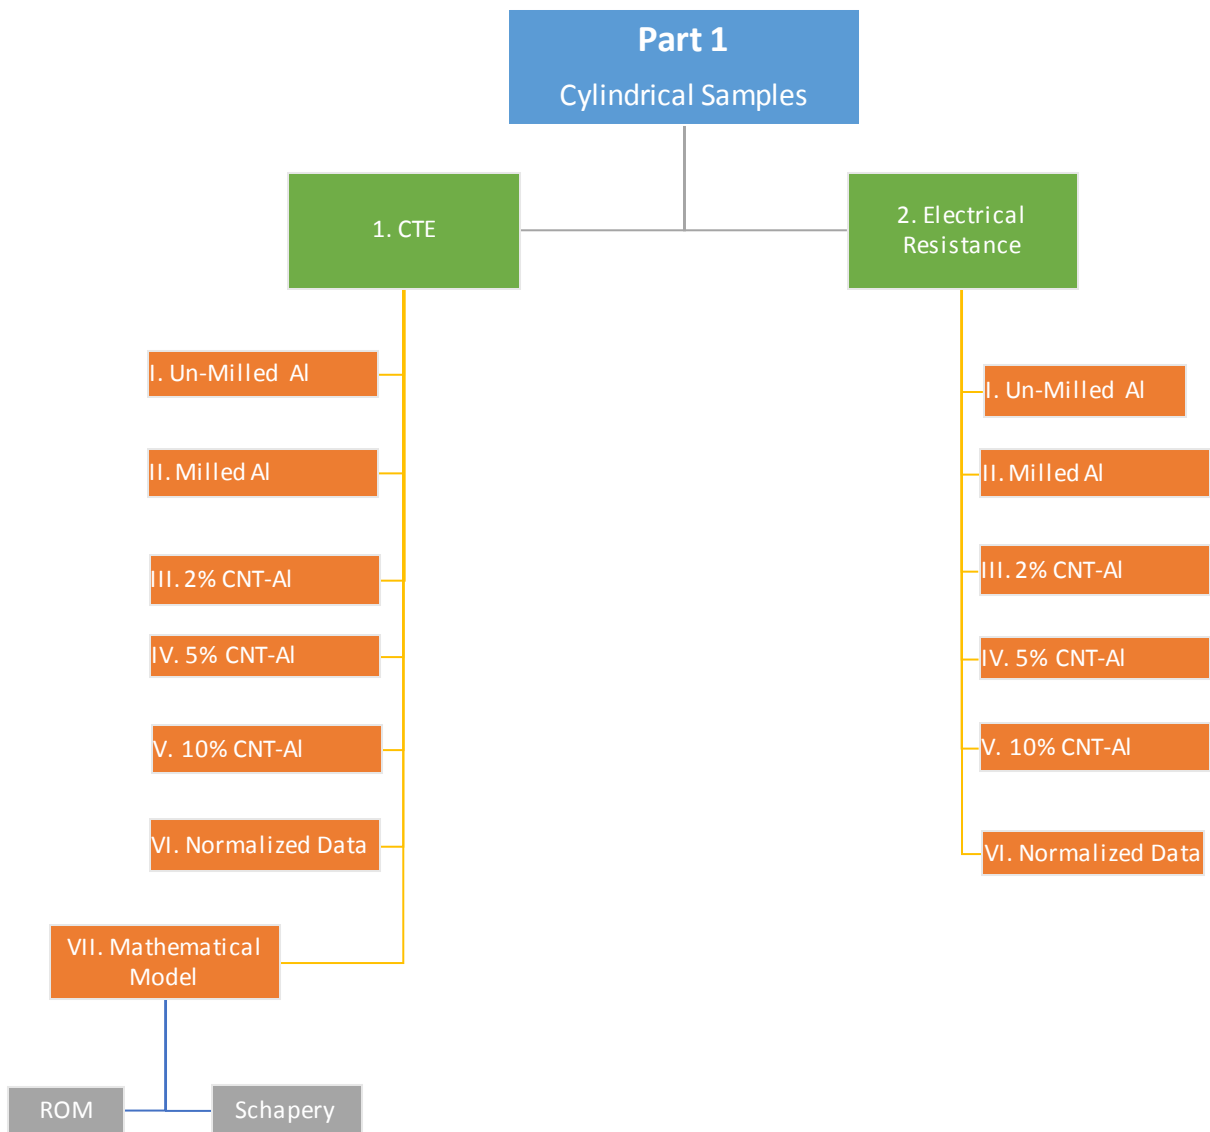 Part 1
Cylindrical Samples
1. CTE
2. Electrical
Resistance
I. Un-Milled Al
II. Milled Al
III. 2% CNT-Al
IV. 5% CNT-Al
V. 10% CNT-Al
VI. Normalized Data
VII. Mathematical
Model
ROM
Schapery
I. Un-Milled Al
II. Milled Al
III. 2% CNT-Al
IV. 5% CNT-Al
V. 10% CNT-Al
VI. Normalized Data